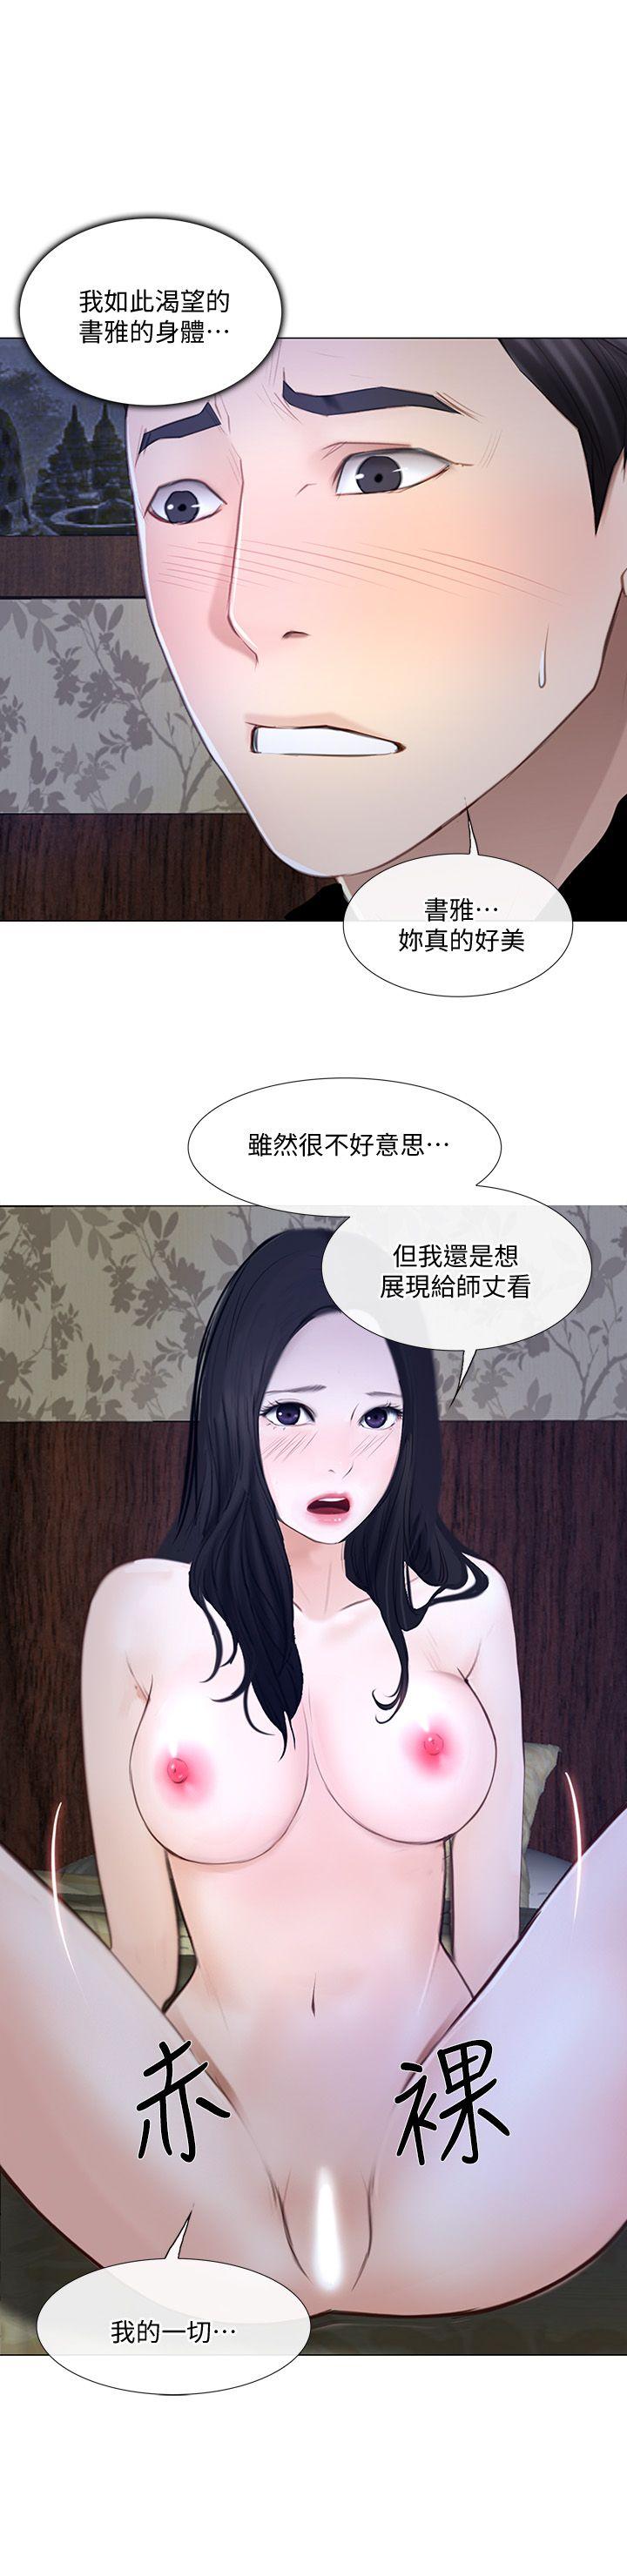 我如此渴望的
書雅的身體…
書雅…
妳真的好美
雖然很不好意思…
但我還是想
展現給師丈看
赤裸
我的一切…